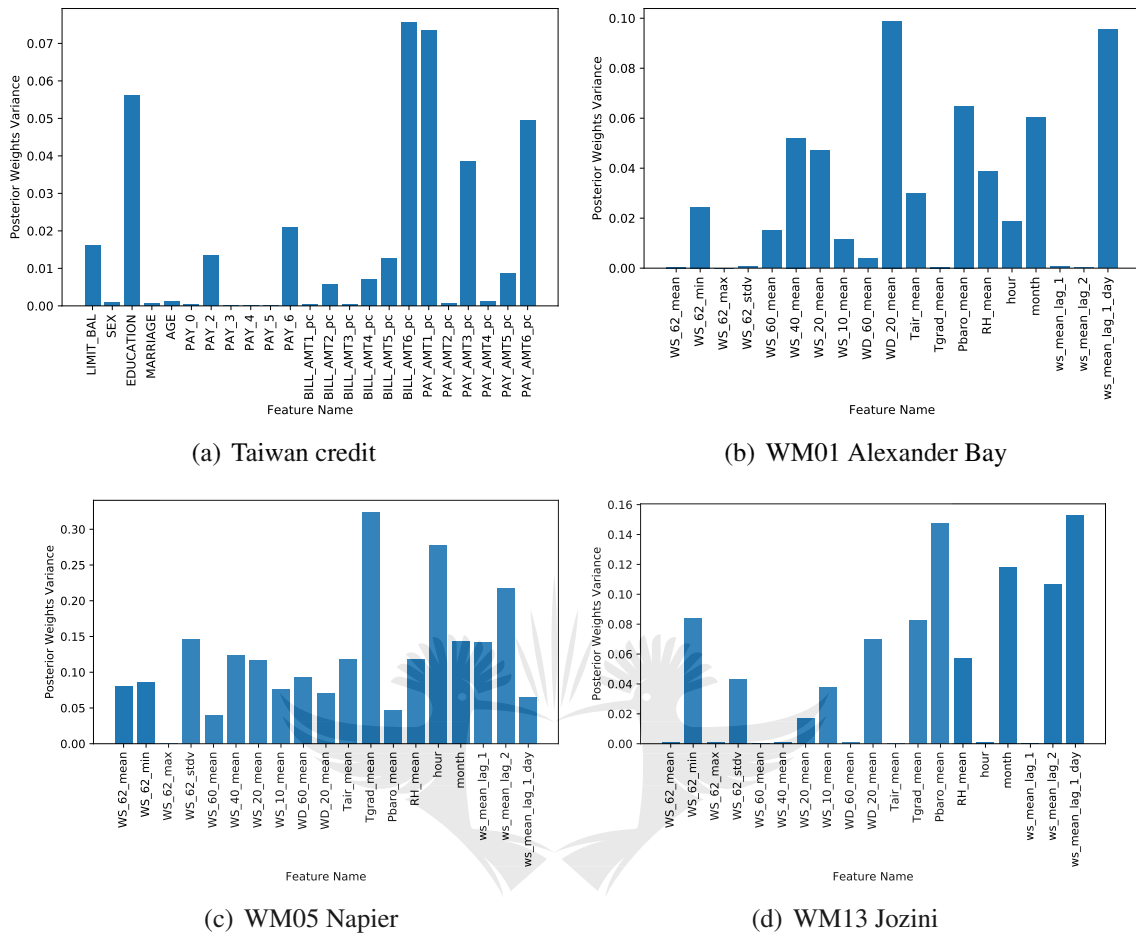 Posterior Weights Variance
0.07
0.06
0.05
0.04
0.03
0.02
0.01
0.00
LIMIT_BAL
SEX
EDUCATION
MARRIAGE
AGE
PAY_0
PAY_2
PAY_3
PAY_4
PAY_5
PAY_6
BILL_AMT1_pc
BILL_AMT2_pc
BILL_AMT3_pc
BILL_AMT4_pc
BILL_AMT5_pc
BILL_AMT6_pc
PAY_AMT1_pc
PAY_AMT2_pc
PAY_AMT3_pc
PAY_AMT4_pc
PAY_AMT5_pc
PAY_AMT6_pc
Feature Name
(a) Taiwan credit
Posterior Weights Variance
0.10
0.08
0.06
0.04
0.02
0.00
WS_62_mean
WS_62_min
WS_62_max
WS_62_stdv
WS_60_mean
WS_40_mean
WS_20_mean
WS_10_mean
WD_60_mean
WD_20_mean
Tair_mean
Tgrad_mean
Pbaro_mean
RH_mean
hour
month
ws_mean_lag_1
ws_mean_lag_2
ws_mean_lag_1_day
Feature Name
(b) WM01 Alexander Bay
Posterior Weights Variance
0.30
0.25
0.20
0.15
0.10
0.05
0.00
WS_62_mean
WS_62_min
WS_62_max
WS_62_stdv
WS_60_mean
WS_40_mean
WS_20_mean
WS_10_mean
WD_60_mean
WD_20_mean
Tair_mean
Tgrad_mean
Pbaro_mean
RH_mean
hour
month
ws_mean_lag_1
ws_mean_lag_2
ws_mean_lag_1_day
Feature Name
(c) WM05 Napier
Posterior Weights Variance
0.16
0.14
0.12
0.10
0.08
0.06
0.04
0.02
0.00
WS_62_mean
WS_62_min
WS_62_max
WS_62_stdv
WS_60_mean
WS_40_mean
WS_20_mean
WS_10_mean
WD_60_mean
WD_20_mean
Tair_mean
Tgrad_mean
Pbaro_mean
RH_mean
hour
month
ws_mean_lag_1
ws_mean_lag_2
ws_mean_lag_1_day
Feature Name
(d) WM13 Jozini